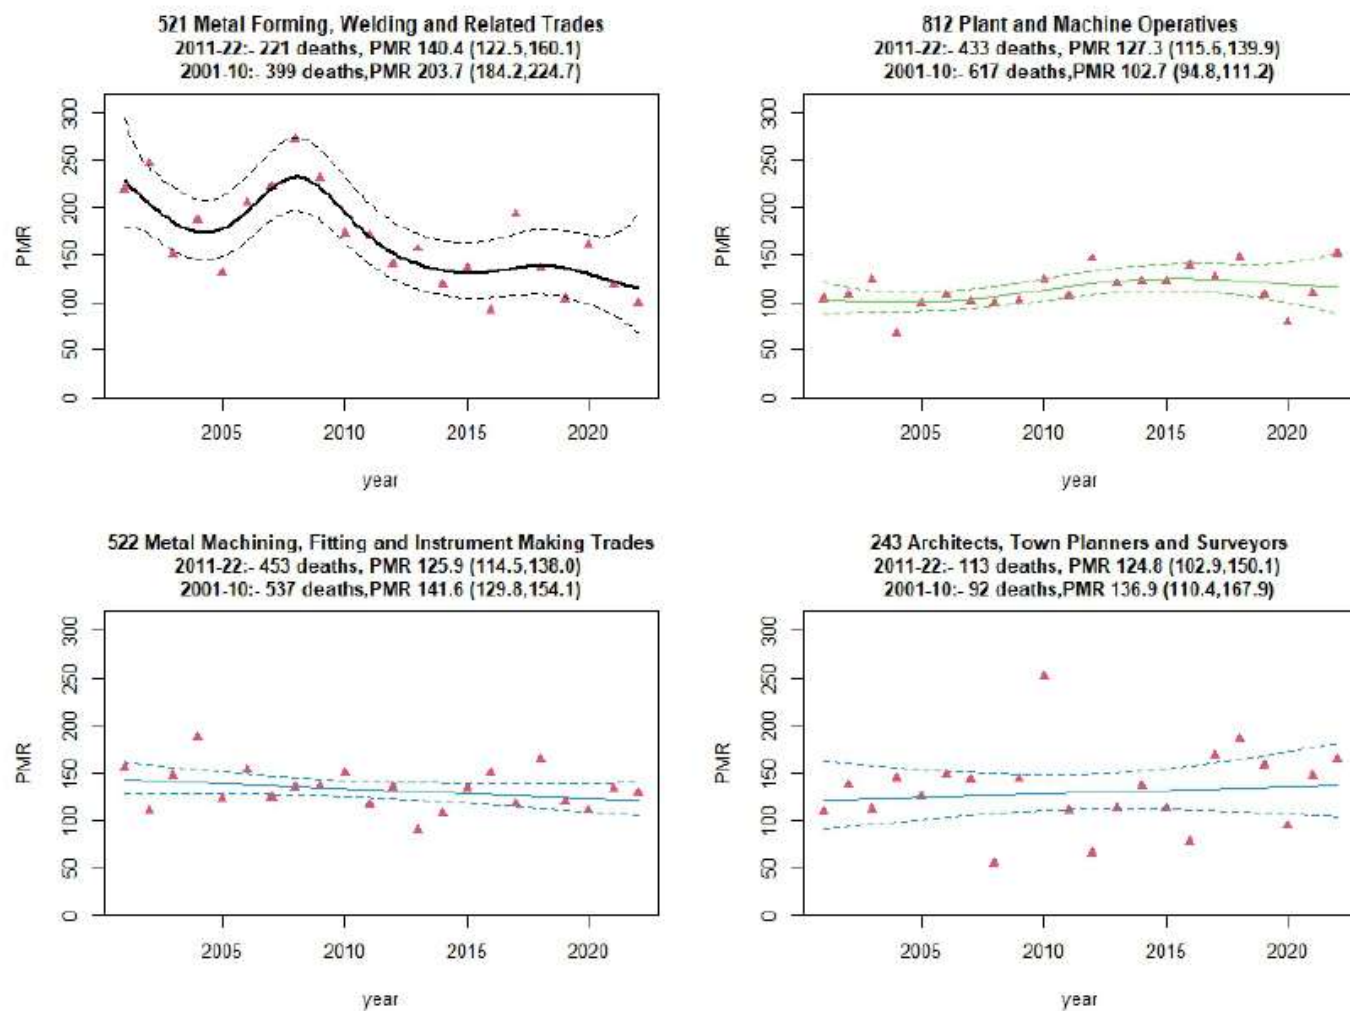 521 Metal Forming, Welding and Related Trades
2011-22:- 221 deaths, PMR 140.4 (122.5,160.1)
2001-10:- 399 deaths,PMR 203.7 (184.2,224.7)
300
250
200
150
100
50
0
PMR
2005 2010 2015 2020
year
812 Plant and Machine Operatives
2011-22:- 433 deaths, PMR 127.3 (115.6,139.9)
2001-10:- 617 deaths,PMR 102.7 (94.8,111.2)
300
250
200
150
100
50
0
PMR
2005 2010 2015 2020
year
522 Metal Machining, Fitting and Instrument Making Trades
2011-22:- 453 deaths, PMR 125.9 (114.5,138.0)
2001-10:- 537 deaths,PMR 141.6 (129.8,154.1)
300
250
200
150
100
50
0
PMR
2005 2010 2015 2020
year
243 Architects, Town Planners and Surveyors
2011-22:- 113 deaths, PMR 124.8 (102.9,150.1)
2001-10:- 92 deaths,PMR 136.9 (110.4,167.9)
300
250
200
150
100
50
0
PMR
2005 2010 2015 2020
year